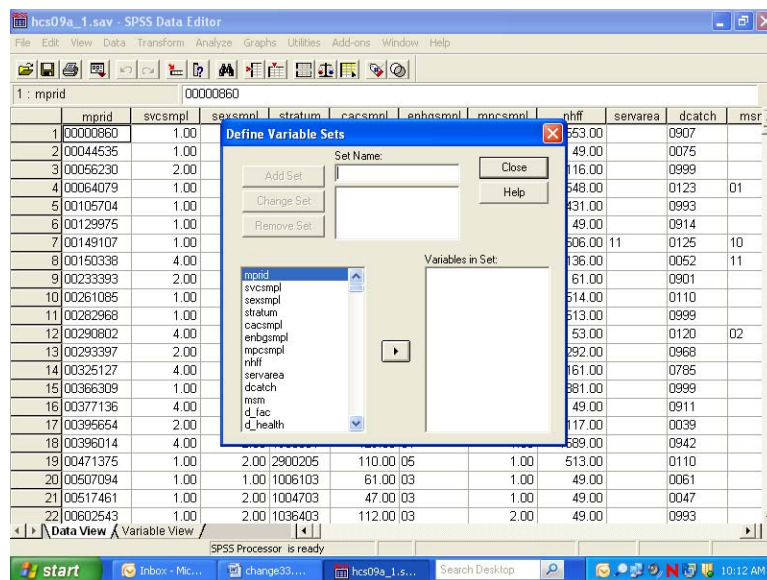 hcs09a_1.sav - SPSS Data Editor
File Edit View Data Transform Analyze Graphs Utilities Add-ons Window Help
1 : mprid 00000860
mprid svcsmpl sexsmpl stratum cacsmpl enbgsmpl mpcsmpl nhff servarea dcatch msr
1 00000860 1.00 553.00 0907
2 00044535 1.00 49.00 0075
3 00056230 2.00 116.00 0999
4 00064079 1.00 548.00 0123 01
5 00105704 1.00 431.00 0993
6 00129975 1.00 49.00 0914
7 00149107 1.00 506.00 11 0125 10
8 00150338 4.00 136.00 0052 11
9 00233393 2.00 61.00 0901
10 00261085 1.00 514.00 0110
11 00282968 1.00 513.00 0999
12 00290802 4.00 53.00 0120 02
13 00293397 2.00 292.00 0968
14 00325127 4.00 161.00 0785
15 00366309 1.00 381.00 0999
16 00377136 4.00 49.00 0911
17 00395654 2.00 117.00 0039
18 00396014 4.00 589.00 0942
19 00471375 1.00 2.00 2900205 110.00 05 1.00 513.00 0110
20 00507094 1.00 1.00 1006103 61.00 03 1.00 49.00 0061
21 00517461 1.00 2.00 1004703 47.00 03 1.00 49.00 0047
22 00602543 1.00 2.00 1036403 112.00 03 2.00 49.00 0993
Define Variable Sets
Set Name:
Add Set
Change Set
Remove Set
Close
Help
Variables in Set:
mprid
svcsmpl
sexsmpl
stratum
cacsmpl
enbgsmpl
mpcsmpl
nhff
servarea
dcatch
msm
d_fac
d_health
Data View Variable View
SPSS Processor is ready
start Inbox - Mic... change33.... hcs09a_1.s... Search Desktop 10:12 AM